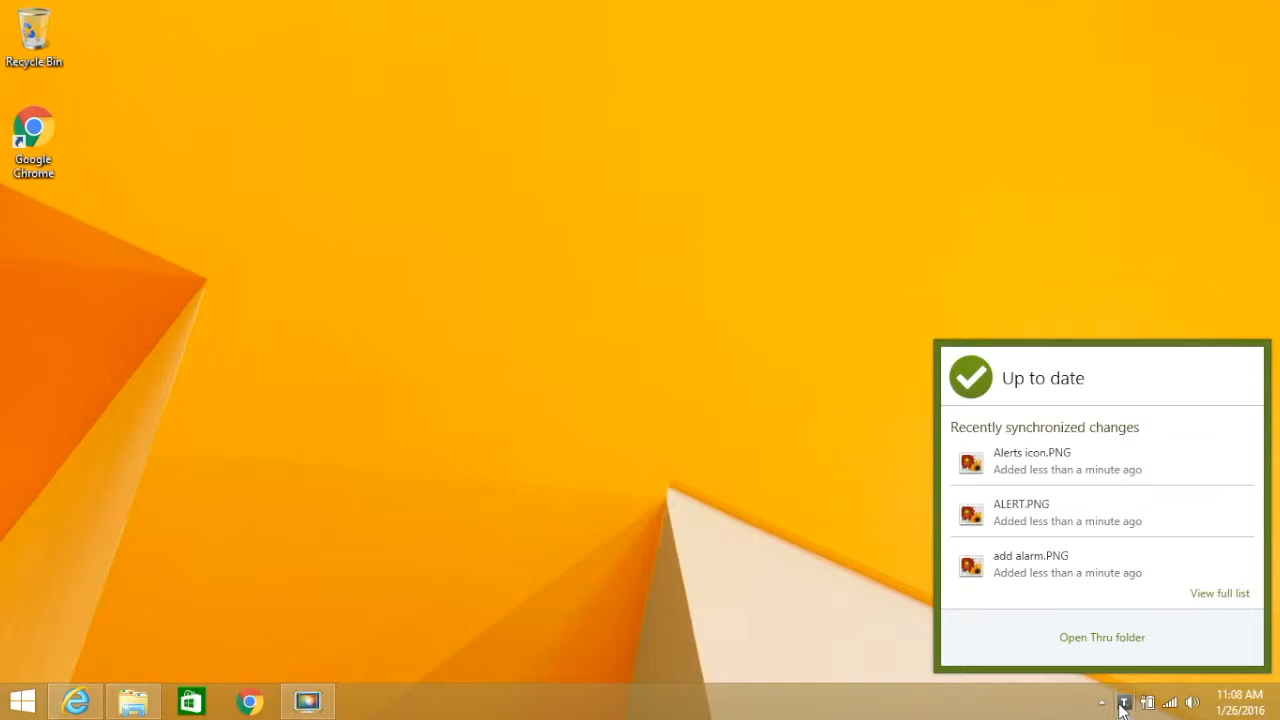 Recycle Bin
Google
Chrome
Up to date
Recently synchronized changes
Alerts icon.PNG
Added less than a minute ago
ALERT.PNG
Added less than a minute ago
add alarm.PNG
Added less than a minute ago
View full list
Open Thru folder
T
11:08 AM
1/26/2016